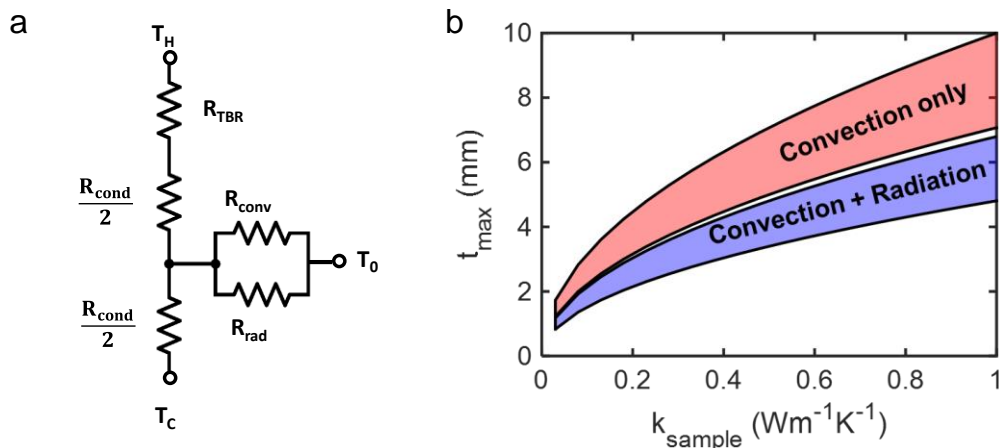 a
T_H
R_TBR
R_cond
2
R_conv
T_0
R_rad
R_cond
2
T_C
b
t_max (mm)
10
8
6
4
2
0
Convection only
Convection + Radiation
0 0.2 0.4 0.6 0.8 1
k_sample (Wm⁻¹K⁻¹)